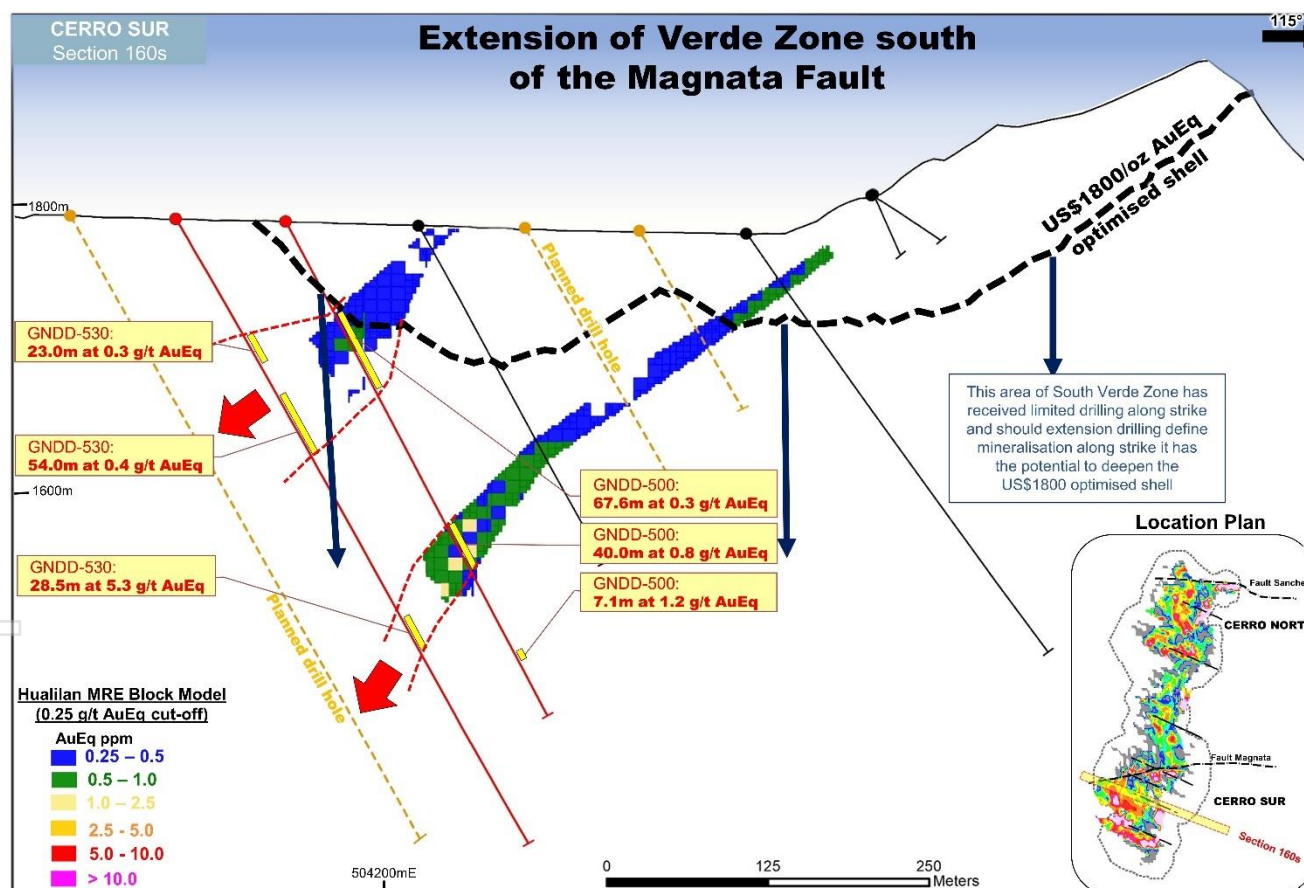 CERRO SUR
Section 160s
Extension of Verde Zone south
of the Magnata Fault
115°
US$1800/oz AuEq
optimised shell
1800m
Planned drill hole
GNDD-530:
23.0m at 0.3 g/t AuEq
GNDD-530:
54.0m at 0.4 g/t AuEq
1600m
GNDD-500:
67.6m at 0.3 g/t AuEq
GNDD-500:
40.0m at 0.8 g/t AuEq
GNDD-500:
7.1m at 1.2 g/t AuEq
GNDD-530:
28.5m at 5.3 g/t AuEq
Planned drill hole
This area of South Verde Zone has
received limited drilling along strike
and should extension drilling define
mineralisation along strike it has
the potential to deepen the
US$1800 optimised shell
Location Plan
Fault Sanche
CERRO NORT
Fault Magnata
CERRO SUR
Section 160s
Hualilan MRE Block Model
(0.25 g/t AuEq cut-off)
AuEq ppm
0.25 – 0.5
0.5 – 1.0
1.0 – 2.5
2.5 - 5.0
5.0 - 10.0
> 10.0
504200mE
0
125
250
Meters